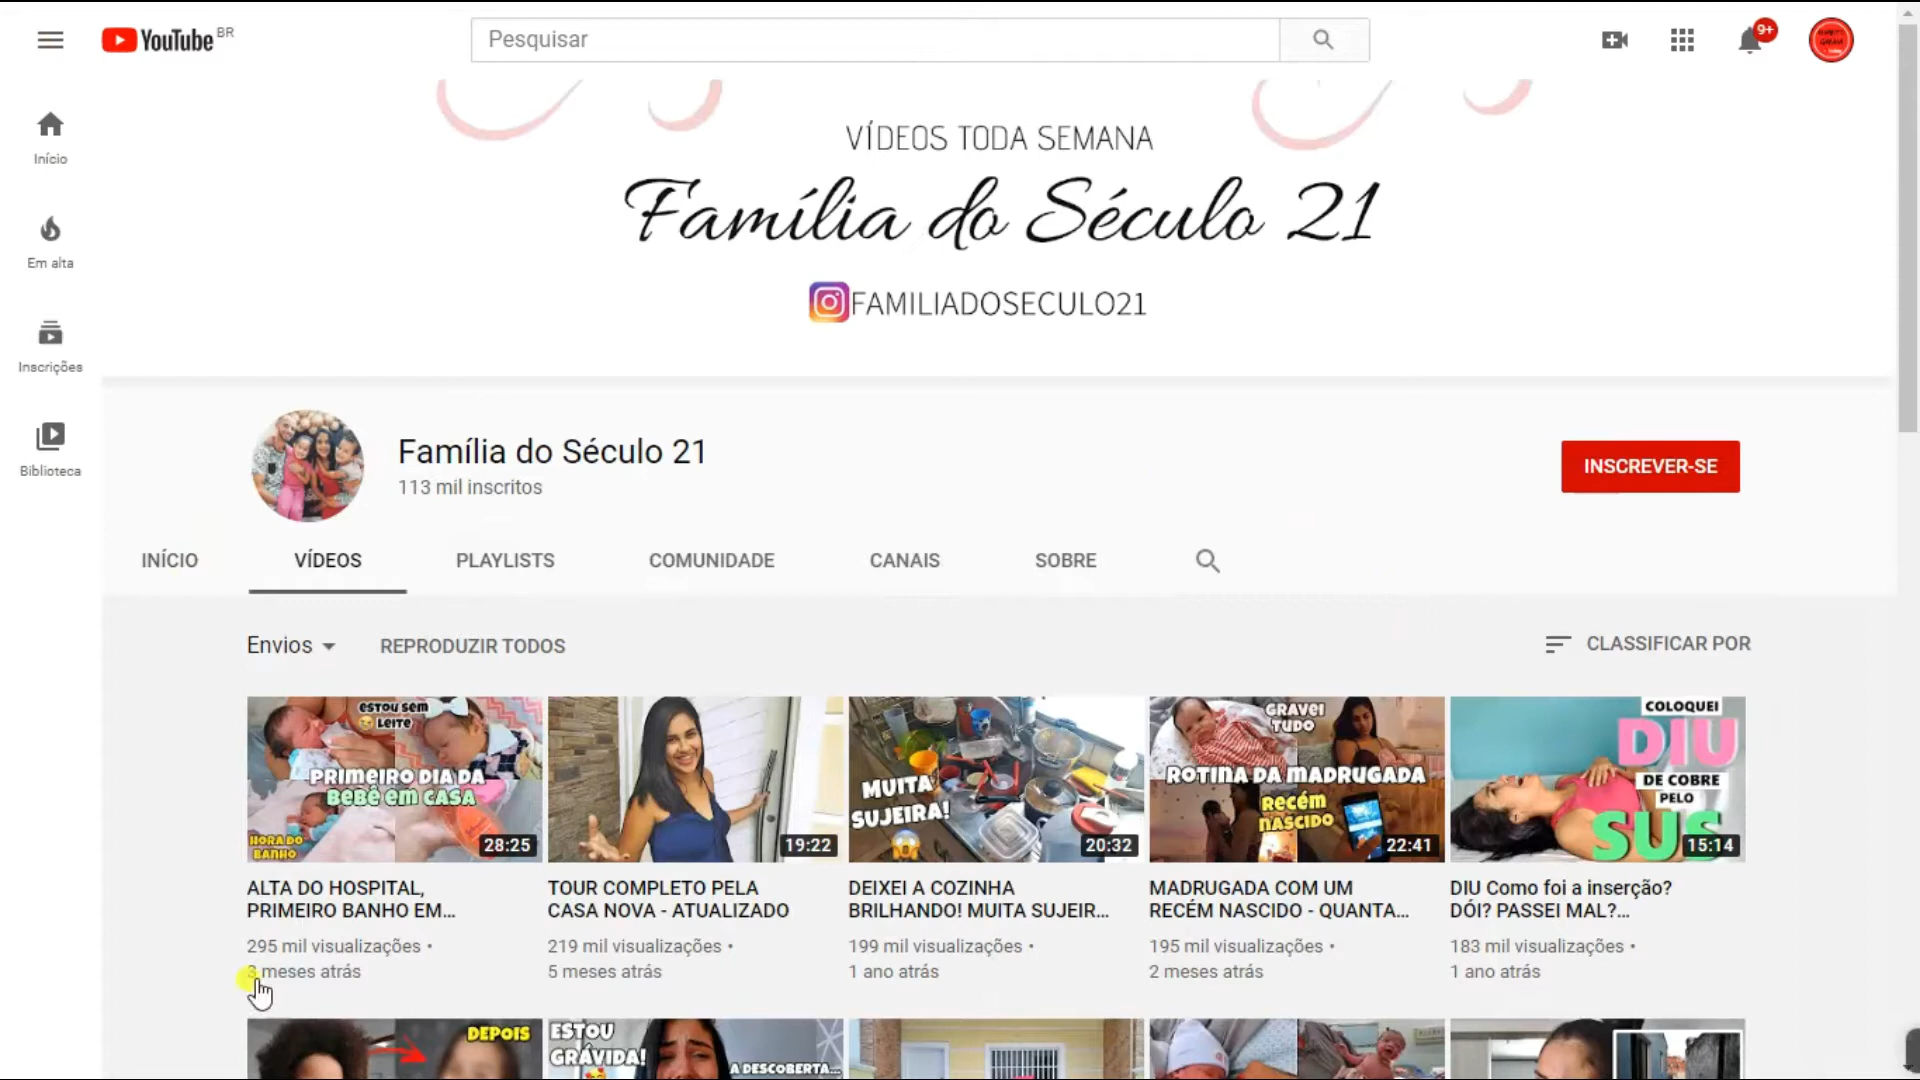 YouTube BR
Pesquisar
9+
Início
Em alta
Inscrições
Biblioteca
VÍDEOS TODA SEMANA
Família do Século 21
FAMILIADOSECULO21
Família do Século 21
113 mil inscritos
INSCREVER-SE
INÍCIO VÍDEOS PLAYLISTS COMUNIDADE CANAIS SOBRE
Envios REPRODUZIR TODOS CLASSIFICAR POR
ESTOU SEM
LEITE
PRIMEIRO DIA DA
BEBÊ EM CASA
HORA DO
BANHO
28:25
19:22
MUITA
SUJEIRA!
20:32
GRAVEI
TUDO
ROTINA DA MADRUGADA
RECÉM
NASCIDO
22:41
COLOQUEI
DIU
DE COBRE
PELO
SUS
15:14
ALTA DO HOSPITAL,
PRIMEIRO BANHO EM...
295 mil visualizações •
3 meses atrás
TOUR COMPLETO PELA
CASA NOVA - ATUALIZADO
219 mil visualizações •
5 meses atrás
DEIXEI A COZINHA
BRILHANDO! MUITA SUJEIR...
199 mil visualizações •
1 ano atrás
MADRUGADA COM UM
RECÉM NASCIDO - QUANTA...
195 mil visualizações •
2 meses atrás
DIU Como foi a inserção?
DÓI? PASSEI MAL?...
183 mil visualizações •
1 ano atrás
DEPOIS
ESTOU
GRÁVIDA!
A DESCOBERTA...